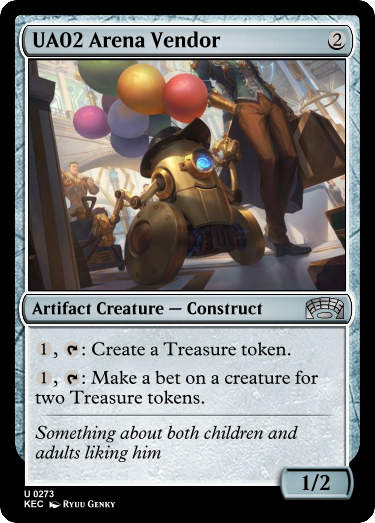 UA02 Arena Vendor 2
Artifact Creature — Construct
1, : Create a Treasure token.
1, : Make a bet on a creature for
two Treasure tokens.
Something about both children and
adults liking him
1/2
U 0273
KEC Ryuu Genky